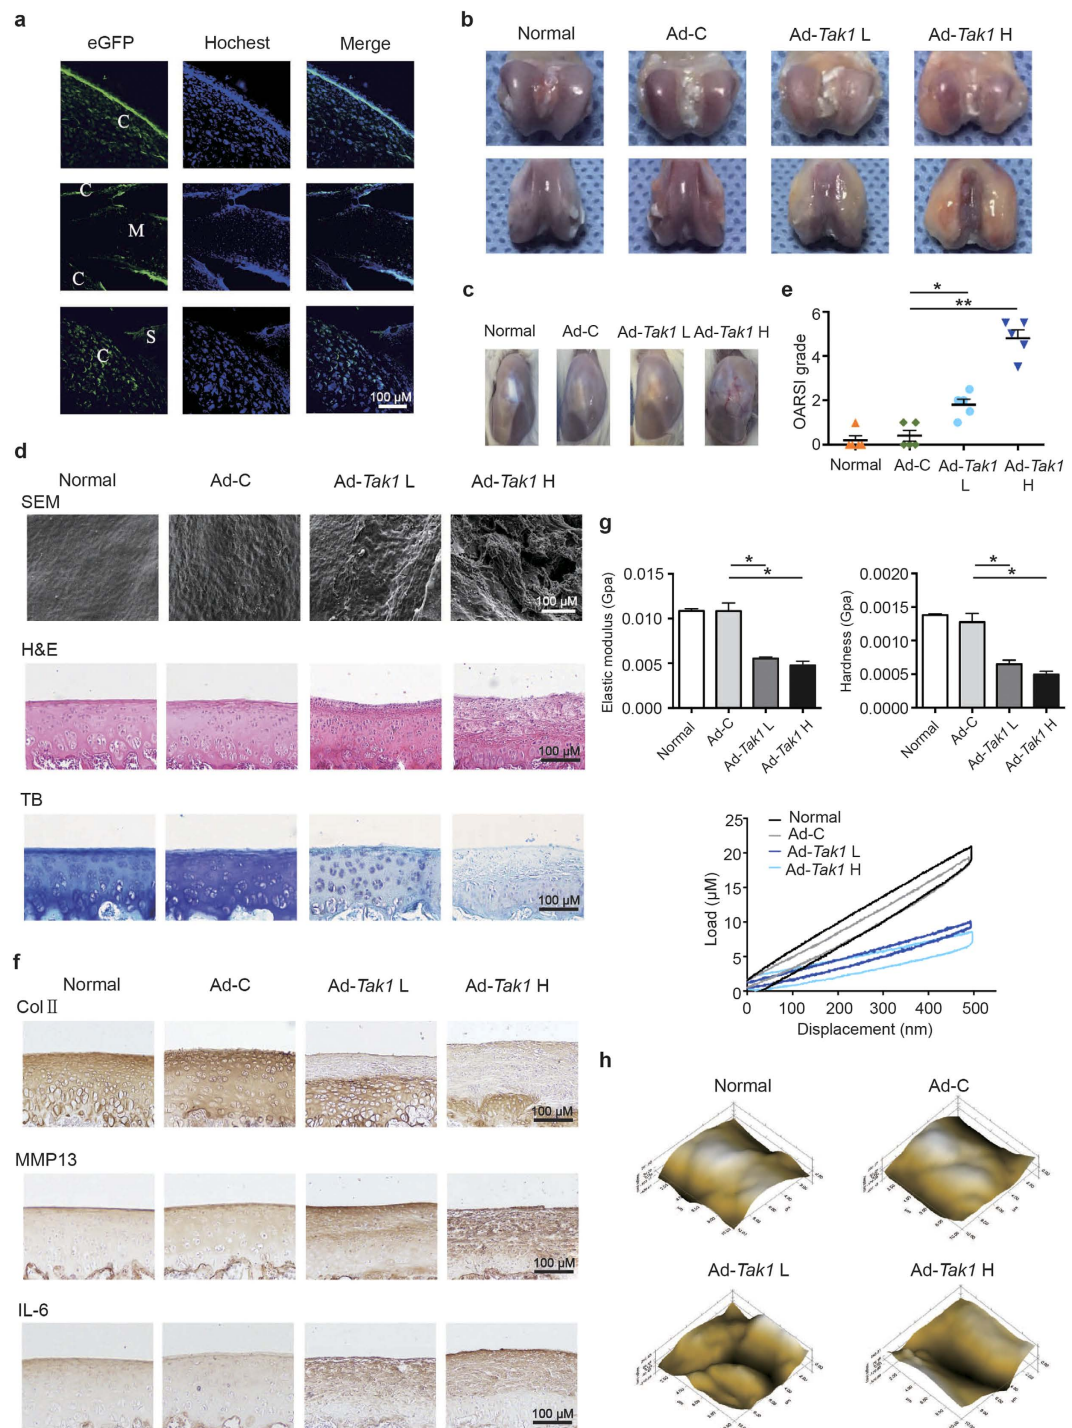 a
eGFP
Hochest
Merge
C
C
M
C
C
S
100 µM
b
Normal
Ad-C
Ad-Tak1 L
Ad-Tak1 H
c
Normal
Ad-C
Ad-Tak1 L
Ad-Tak1 H
e
*
**
OARSI grade
6
4
2
0
Normal
Ad-C
Ad-Tak1 L
Ad-Tak1 H
d
Normal
Ad-C
Ad-Tak1 L
Ad-Tak1 H
SEM
100 µM
H&E
100 µM
TB
100 µM
g
*
*
Elastic modulus (Gpa)
0.015
0.010
0.005
0.000
Normal
Ad-C
Ad-Tak1 L
Ad-Tak1 H
*
*
Hardness (Gpa)
0.0020
0.0015
0.0010
0.0005
0.0000
Normal
Ad-C
Ad-Tak1 L
Ad-Tak1 H
Normal
Ad-C
Ad-Tak1 L
Ad-Tak1 H
Load (µM)
25
20
15
10
5
0
0 100 200 300 400 500
Displacement (nm)
f
Normal
Ad-C
Ad-Tak1 L
Ad-Tak1 H
Col II
100 µM
MMP13
100 µM
IL-6
100 µM
h
Normal
Ad-C
Ad-Tak1 L
Ad-Tak1 H